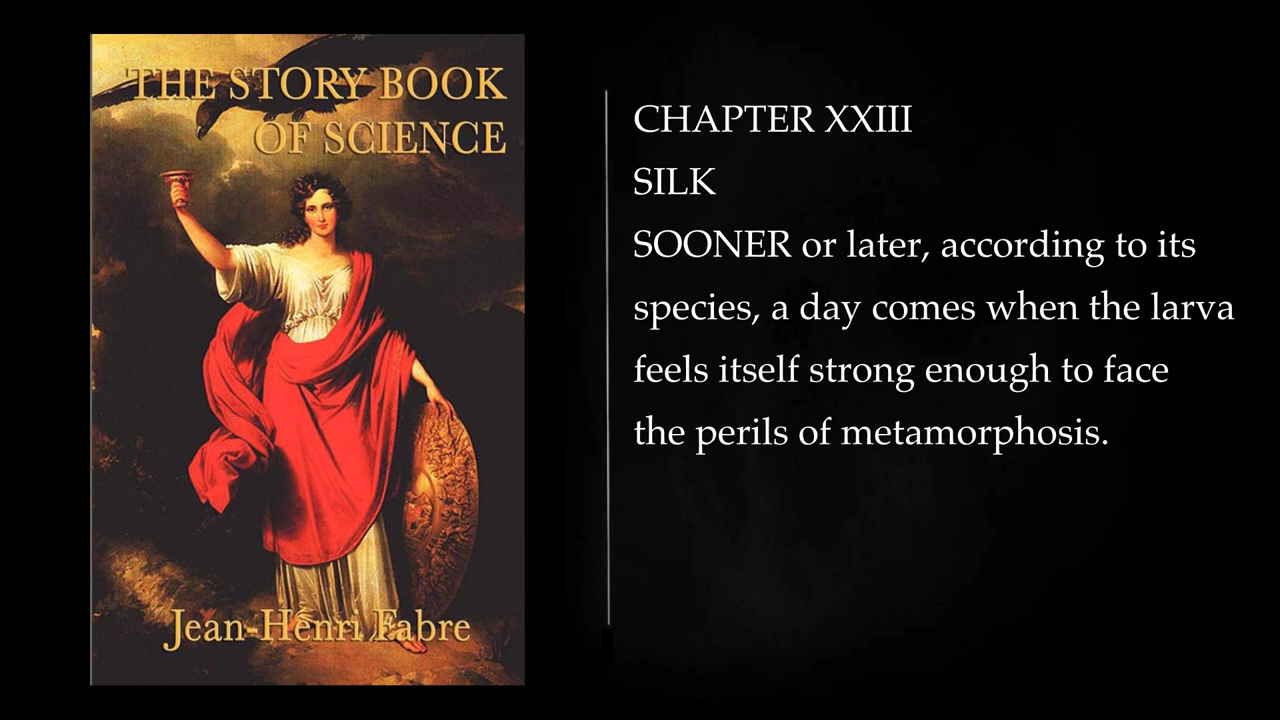 THE STORY BOOK
OF SCIENCE
Jean-Henri Fabre
CHAPTER XXIII
SILK
SOONER or later, according to its
species, a day comes when the larva
feels itself strong enough to face
the perils of metamorphosis.